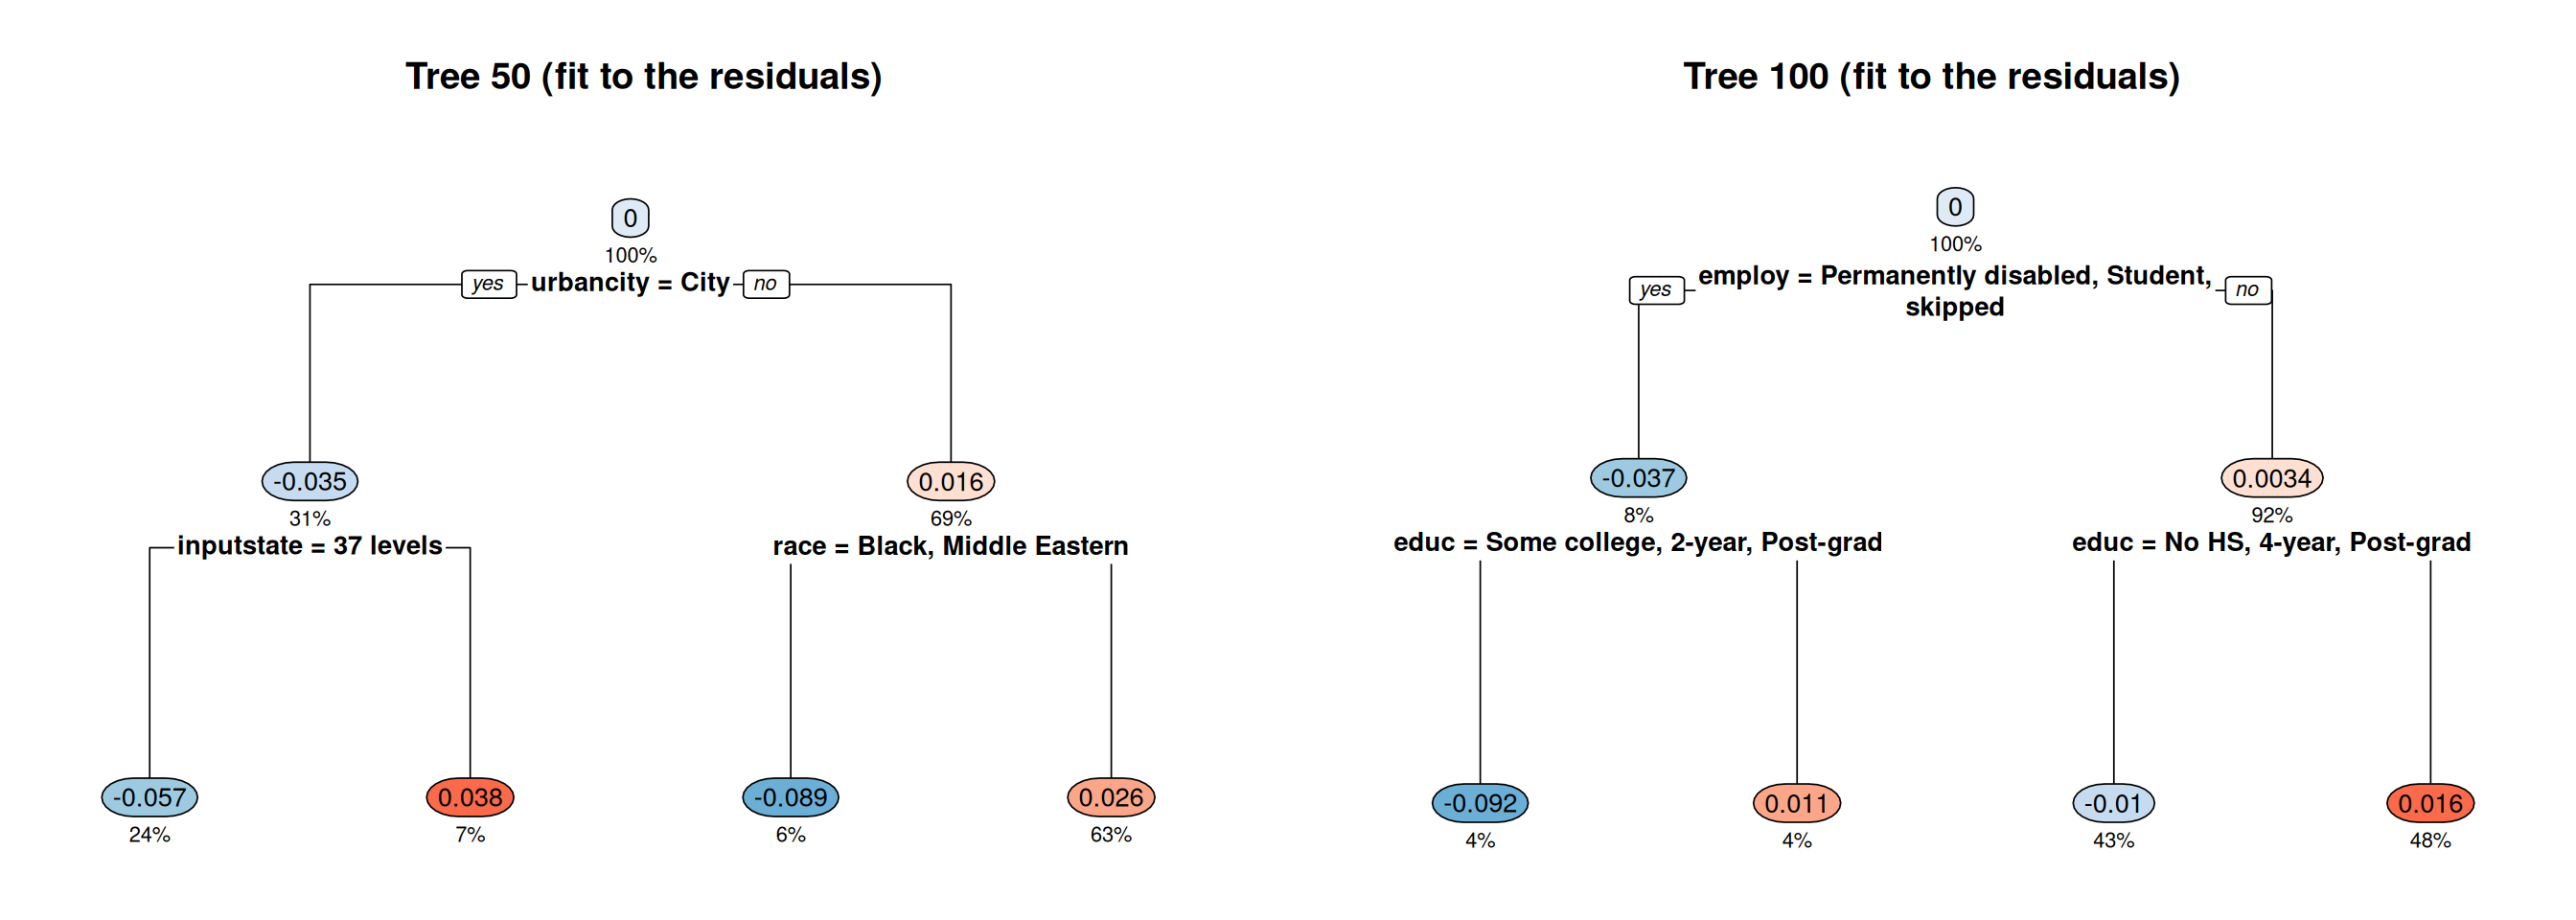 Tree 50 (fit to the residuals)
0
100%
yes
urbancity = City
no
-0.035
31%
inputstate = 37 levels
0.016
69%
race = Black, Middle Eastern
-0.057
24%
0.038
7%
-0.089
6%
0.026
63%
Tree 100 (fit to the residuals)
0
100%
yes
employ = Permanently disabled, Student,
skipped
no
-0.037
8%
educ = Some college, 2-year, Post-grad
0.0034
92%
educ = No HS, 4-year, Post-grad
-0.092
4%
0.011
4%
-0.01
43%
0.016
48%